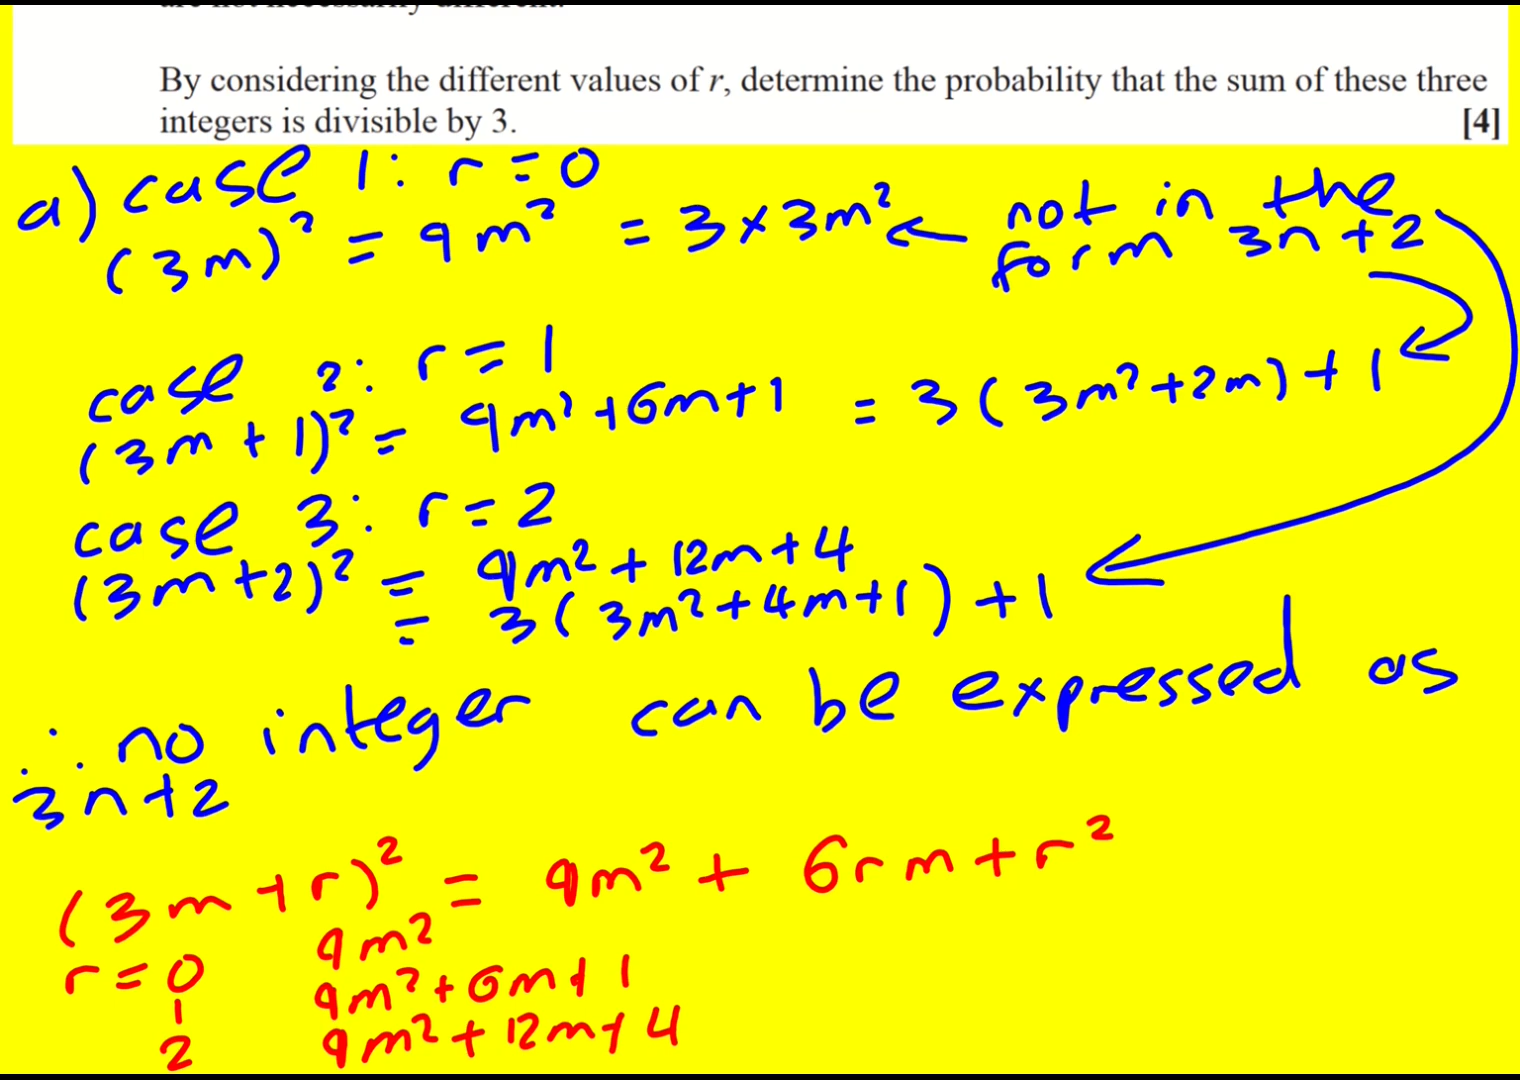 By considering the different values of r, determine the probability that the sum of these three
integers is divisible by 3. [4]
a) case 1: r = 0
(3m)² = 9m² = 3 × 3m² ← not in the
form 3n + 2
case 2: r = 1
(3m + 1)² = 9m² + 6m + 1 = 3(3m² + 2m) + 1
case 3: r = 2
(3m + 2)² = 9m² + 12m + 4
= 3(3m² + 4m + 1) + 1
∴ no integer can be expressed as
3n + 2
(3m + r)² = 9m² + 6rm + r²
r = 0 9m²
1 9m² + 6m + 1
2 9m² + 12m + 4